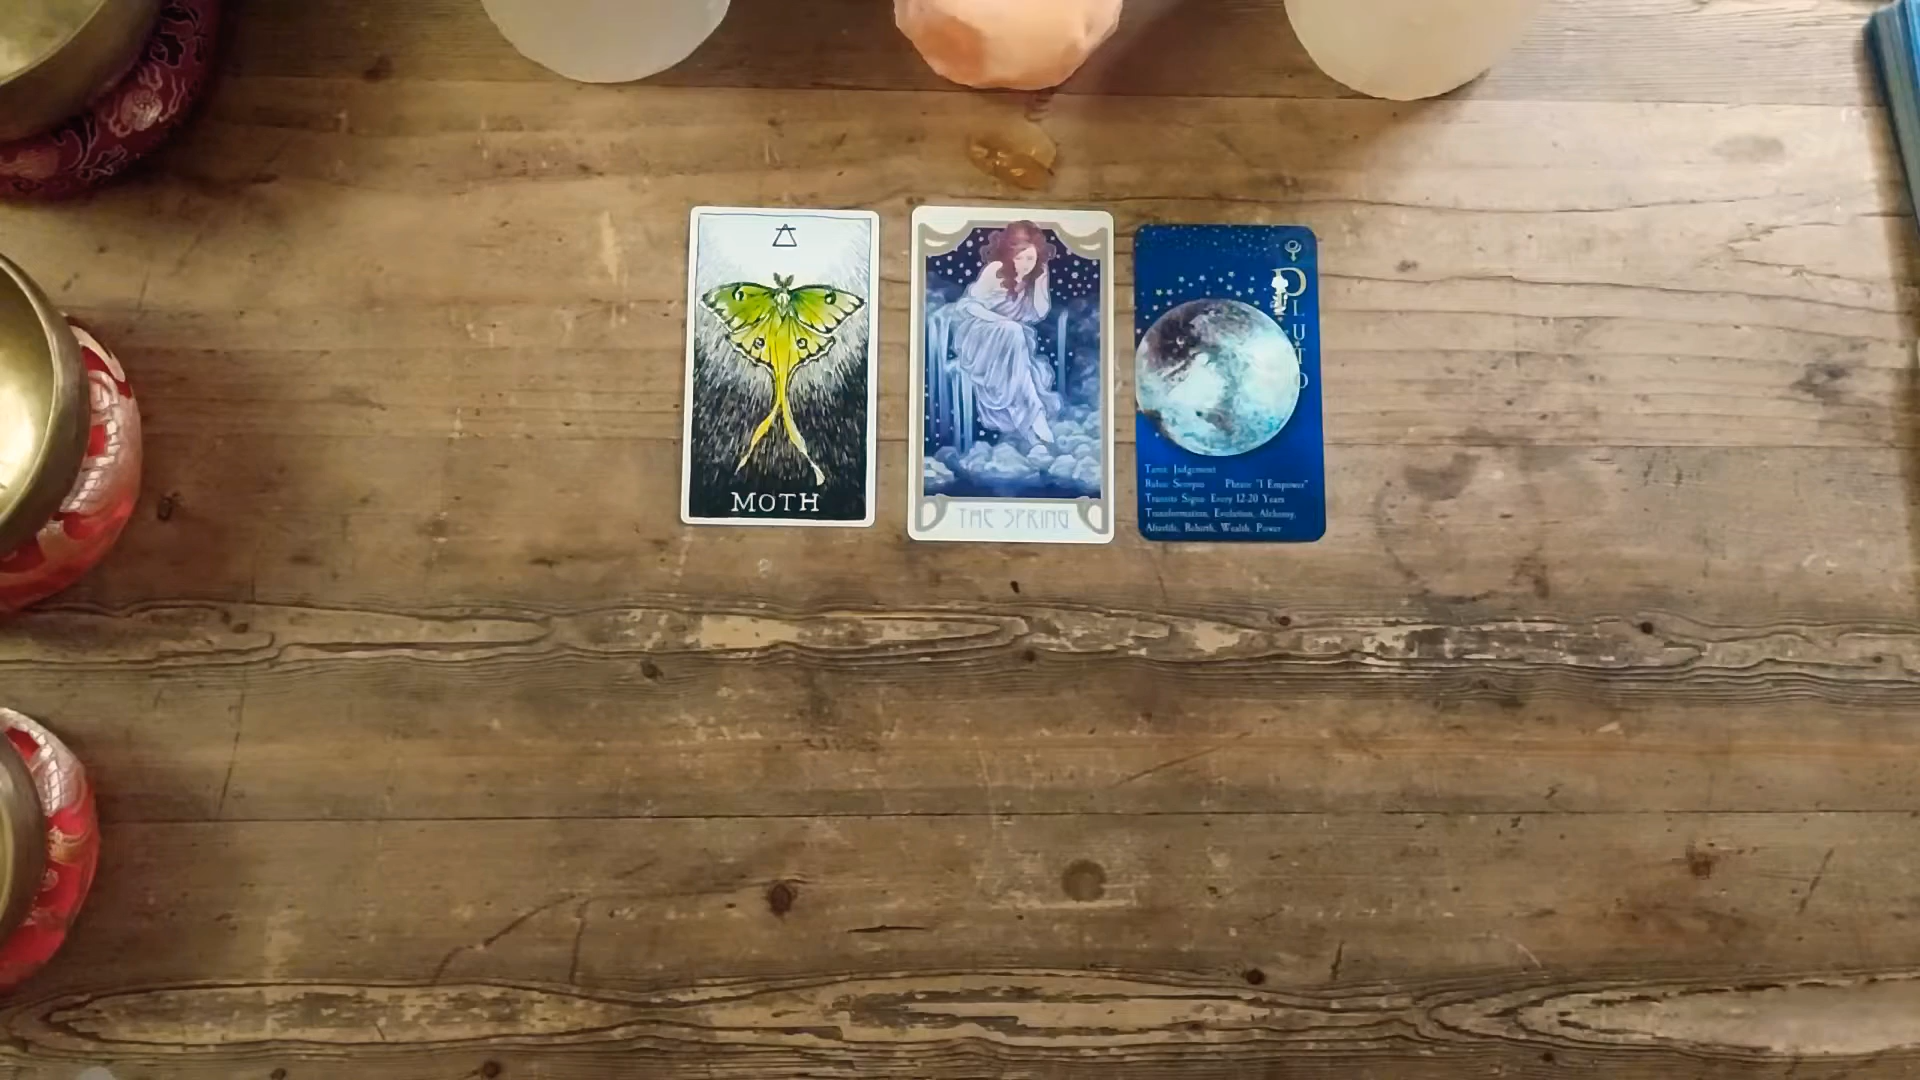 MOTH
THE SPRING
PLUTO
Tarot: Judgement
Rules: Scorpio Phrase "I Empower"
Transits Signs: Every 12-20 Years
Transformation, Evolution, Alchemy,
Afterlife, Rebirth, Wealth, Power